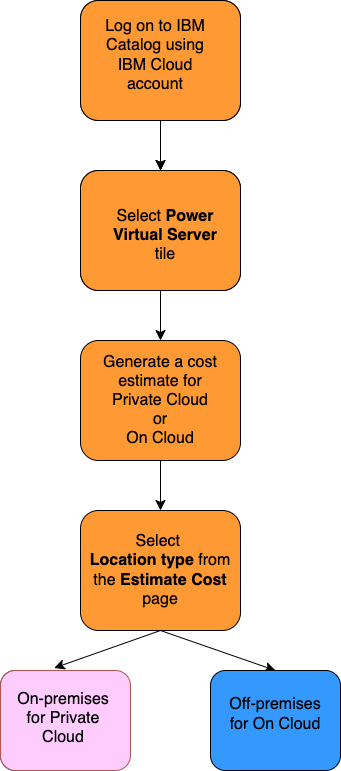 Log on to IBM
Catalog using
IBM Cloud
account
Select Power
Virtual Server
tile
Generate a cost
estimate for
Private Cloud
or
On Cloud
Select
Location type from
the Estimate Cost
page
On-premises
for Private
Cloud
Off-premises
for On Cloud